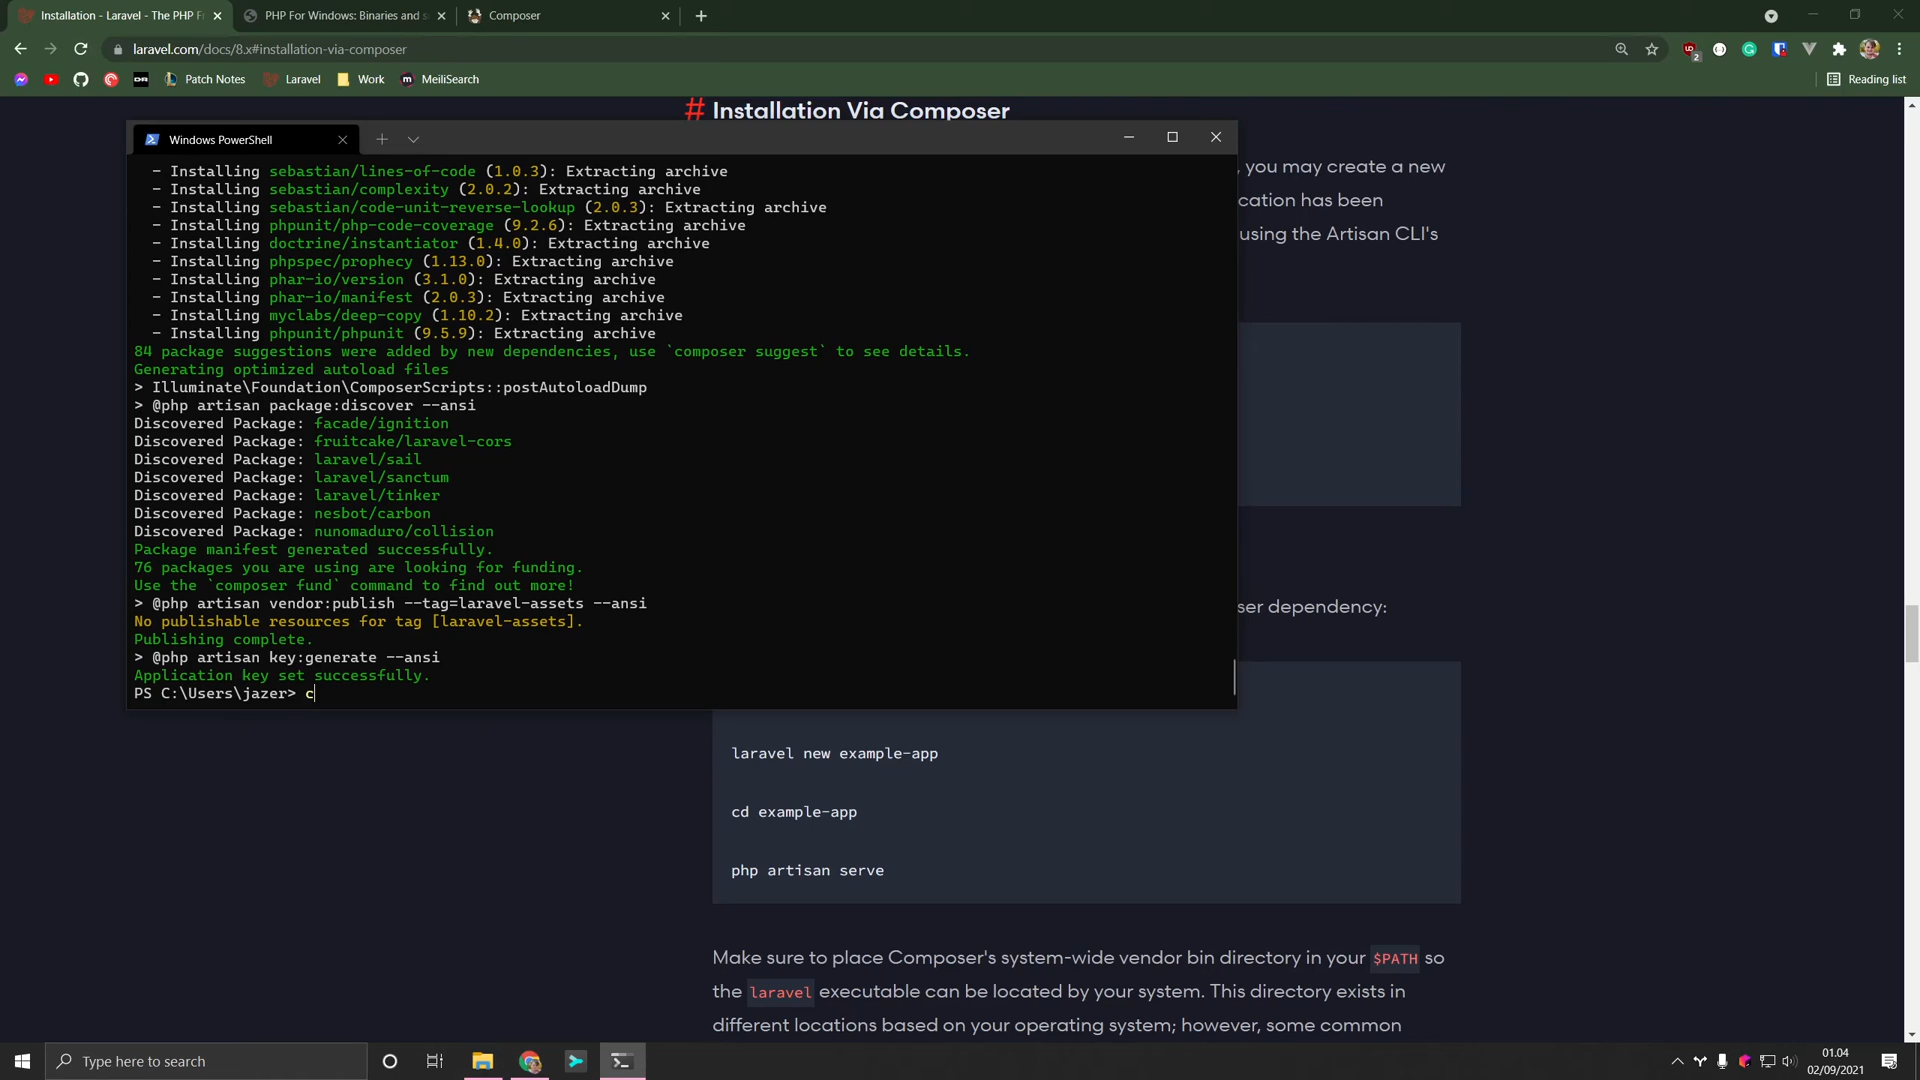 Installation - Laravel - The PHP Fr
PHP For Windows: Binaries and s
Composer
laravel.com/docs/8.x#installation-via-composer
2
Patch Notes
Laravel
Work
MeiliSearch
Reading list
# Installation Via Composer
Windows PowerShell
, you may create a new
ication has been
using the Artisan CLI's
- Installing sebastian/lines-of-code (1.0.3): Extracting archive
- Installing sebastian/complexity (2.0.2): Extracting archive
- Installing sebastian/code-unit-reverse-lookup (2.0.3): Extracting archive
- Installing phpunit/php-code-coverage (9.2.6): Extracting archive
- Installing doctrine/instantiator (1.4.0): Extracting archive
- Installing phpspec/prophecy (1.13.0): Extracting archive
- Installing phar-io/version (3.1.0): Extracting archive
- Installing phar-io/manifest (2.0.3): Extracting archive
- Installing myclabs/deep-copy (1.10.2): Extracting archive
- Installing phpunit/phpunit (9.5.9): Extracting archive
84 package suggestions were added by new dependencies, use `composer suggest` to see details.
Generating optimized autoload files
> Illuminate\Foundation\ComposerScripts::postAutoloadDump
> @php artisan package:discover --ansi
Discovered Package: facade/ignition
Discovered Package: fruitcake/laravel-cors
Discovered Package: laravel/sail
Discovered Package: laravel/sanctum
Discovered Package: laravel/tinker
Discovered Package: nesbot/carbon
Discovered Package: nunomaduro/collision
Package manifest generated successfully.
76 packages you are using are looking for funding.
Use the `composer fund` command to find out more!
> @php artisan vendor:publish --tag=laravel-assets --ansi
No publishable resources for tag [laravel-assets].
Publishing complete.
> @php artisan key:generate --ansi
Application key set successfully.
PS C:\Users\jazer> c
ser dependency:
laravel new example-app
cd example-app
php artisan serve
Make sure to place Composer's system-wide vendor bin directory in your $PATH so
the laravel executable can be located by your system. This directory exists in
different locations based on your operating system; however, some common
Type here to search
01.04
02/09/2021